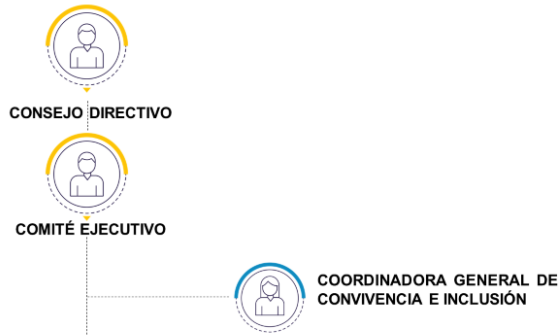 CONSEJO DIRECTIVO
COMITÉ EJECUTIVO
COORDINADORA GENERAL DE
CONVIVENCIA E INCLUSIÓN